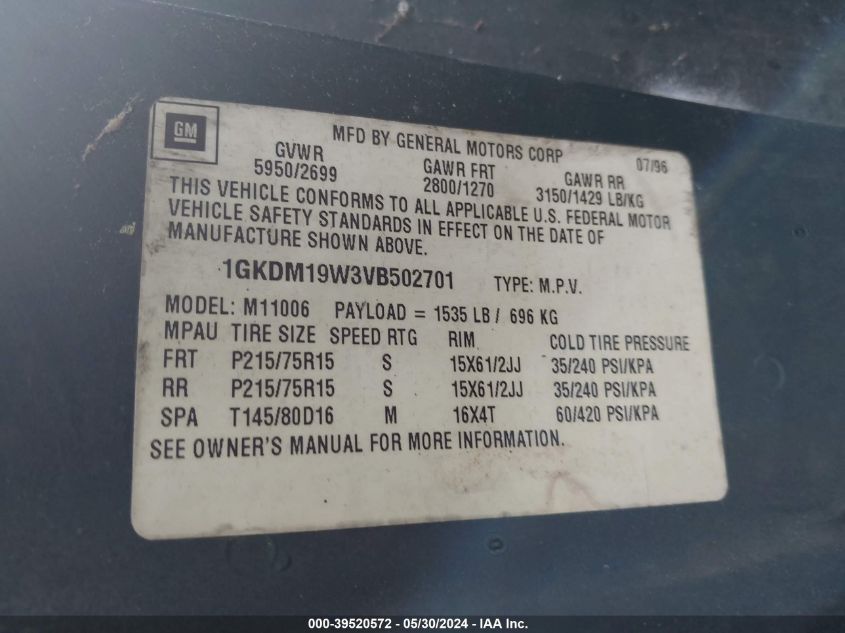 GM
MFD BY GENERAL MOTORS CORP 07/96
GVWR GAWR FRT GAWR RR
5950/2699 2800/1270 3150/1429 LB/KG
THIS VEHICLE CONFORMS TO ALL APPLICABLE U.S. FEDERAL MOTOR
VEHICLE SAFETY STANDARDS IN EFFECT ON THE DATE OF
MANUFACTURE SHOWN ABOVE.
1GKDM19W3VB502701 TYPE: M.P.V.
MODEL: M11006 PAYLOAD = 1535 LB / 696 KG
MPAU TIRE SIZE SPEED RTG RIM COLD TIRE PRESSURE
FRT P215/75R15 S 15X61/2JJ 35/240 PSI/KPA
RR P215/75R15 S 15X61/2JJ 35/240 PSI/KPA
SPA T145/80D16 M 16X4T 60/420 PSI/KPA
SEE OWNER'S MANUAL FOR MORE INFORMATION.
000-39520572 - 05/30/2024 - IAA Inc.